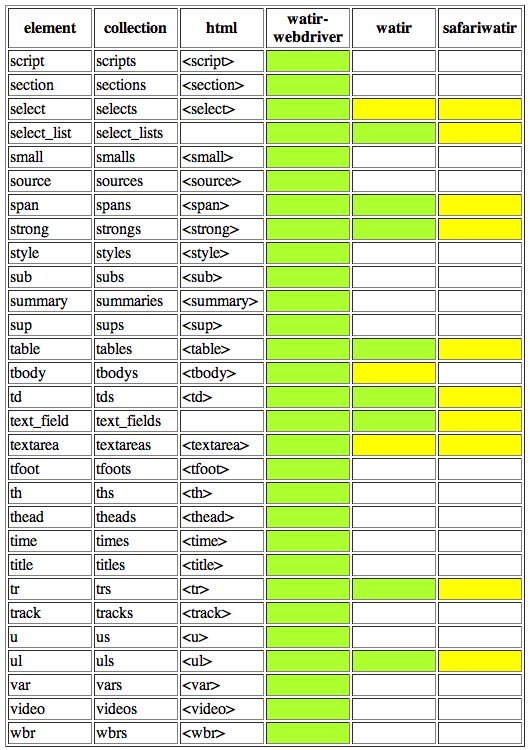 element collection html watir-webdriver watir safariwatir
script scripts <script>
section sections <section>
select selects <select>
select_list select_lists
small smalls <small>
source sources <source>
span spans <span>
strong strongs <strong>
style styles <style>
sub subs <sub>
summary summaries <summary>
sup sups <sup>
table tables <table>
tbody tbodys <tbody>
td tds <td>
text_field text_fields
textarea textareas <textarea>
tfoot tfoots <tfoot>
th ths <th>
thead theads <thead>
time times <time>
title titles <title>
tr trs <tr>
track tracks <track>
u us <u>
ul uls <ul>
var vars <var>
video videos <video>
wbr wbrs <wbr>